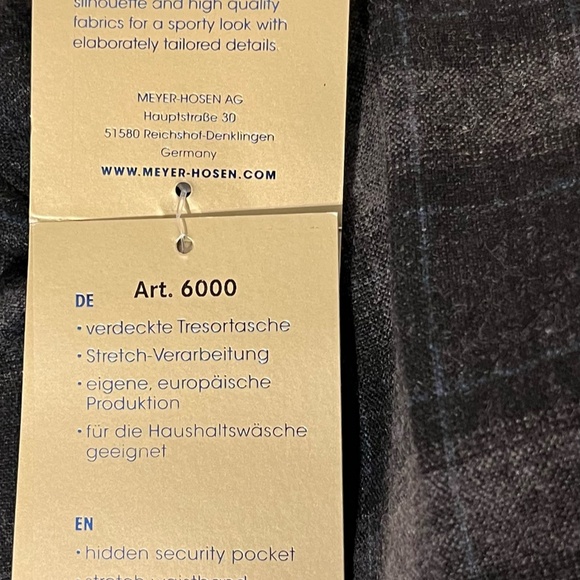 silhouette and high quality
fabrics for a sporty look with
elaborately tailored details.
MEYER-HOSEN AG
Hauptstraße 30
51580 Reichshof-Denklingen
Germany
WWW.MEYER-HOSEN.COM
Art. 6000
DE
• verdeckte Tresortasche
• Stretch-Verarbeitung
• eigene, europäische
Produktion
• für die Haushaltswäsche
geeignet
EN
• hidden security pocket
• stretch waistband